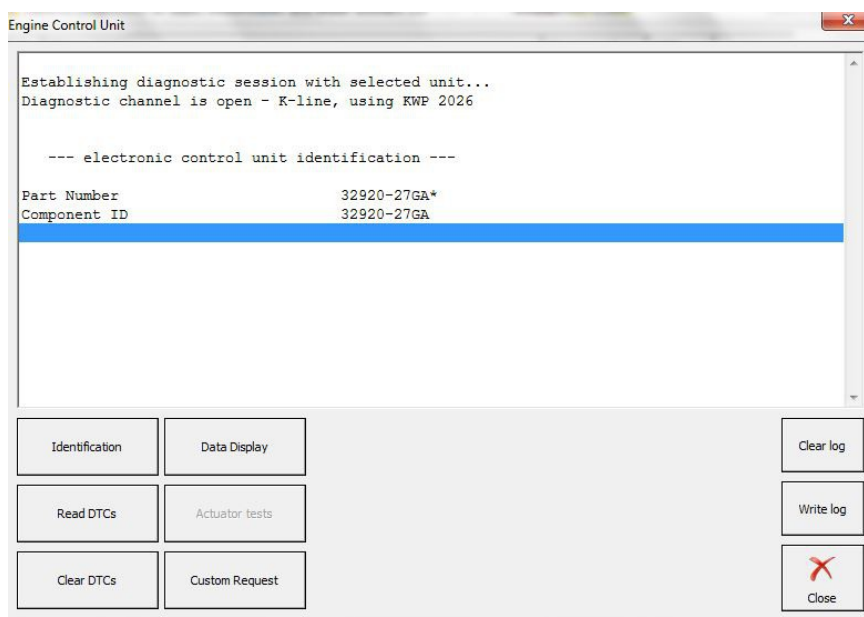 Engine Control Unit
Establishing diagnostic session with selected unit...
Diagnostic channel is open - K-line, using KWP 2026
--- electronic control unit identification ---
Part Number 32920-27GA*
Component ID 32920-27GA
Identification
Data Display
Clear log
Read DTCs
Actuator tests
Write log
Clear DTCs
Custom Request
Close